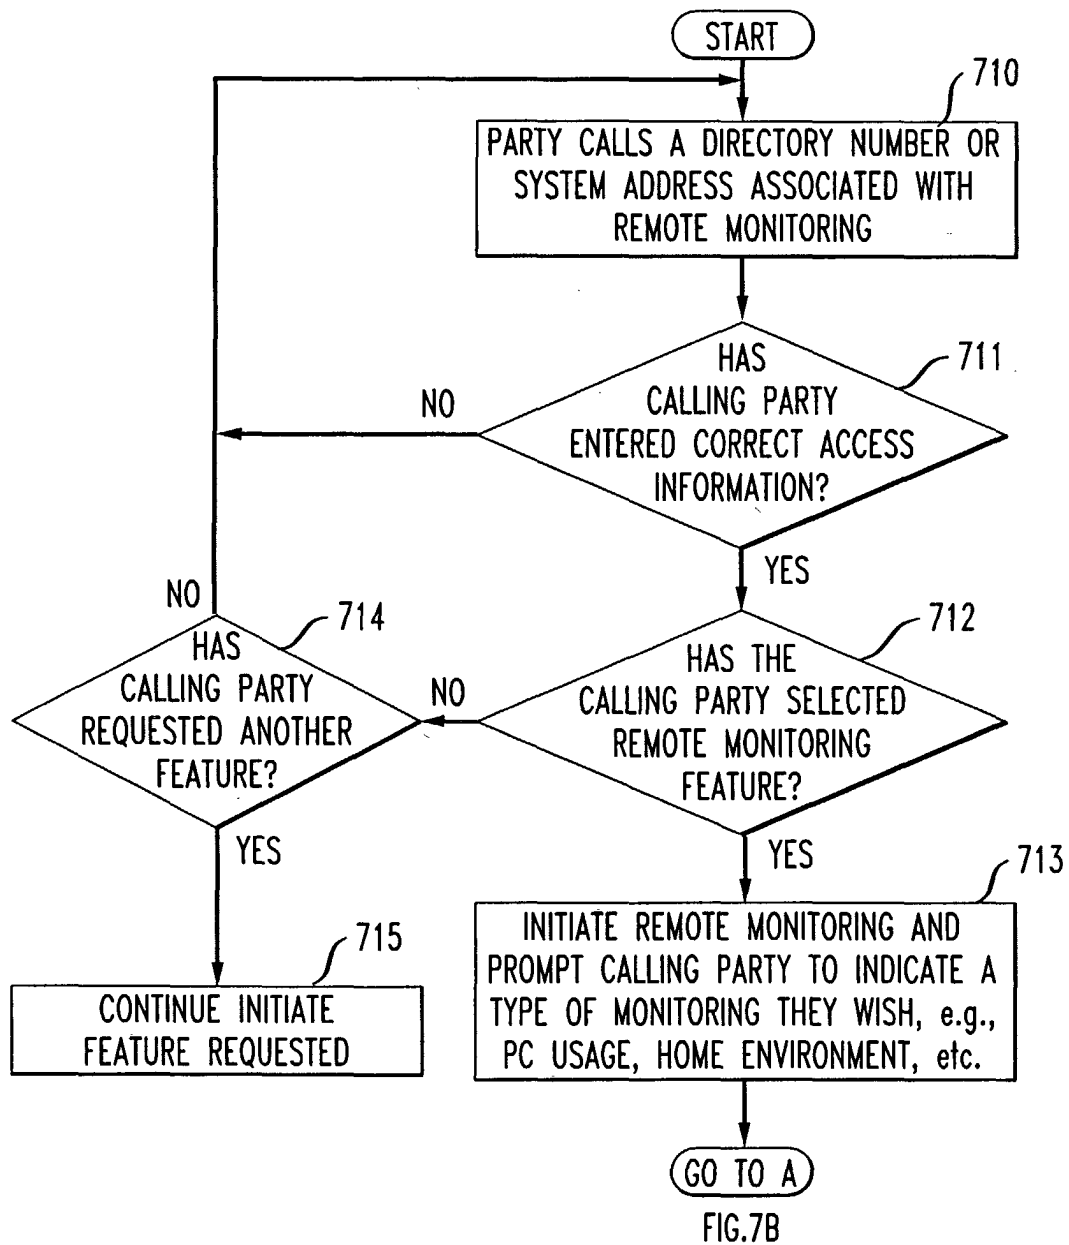 START
710
PARTY CALLS A DIRECTORY NUMBER OR
SYSTEM ADDRESS ASSOCIATED WITH
REMOTE MONITORING
711
HAS
CALLING PARTY
ENTERED CORRECT ACCESS
INFORMATION?
NO
YES
712
HAS THE
CALLING PARTY SELECTED
REMOTE MONITORING
FEATURE?
NO
YES
714
HAS
CALLING PARTY
REQUESTED ANOTHER
FEATURE?
NO
YES
715
CONTINUE INITIATE
FEATURE REQUESTED
713
INITIATE REMOTE MONITORING AND
PROMPT CALLING PARTY TO INDICATE A
TYPE OF MONITORING THEY WISH, e.g.,
PC USAGE, HOME ENVIRONMENT, etc.
GO TO A
FIG.7B